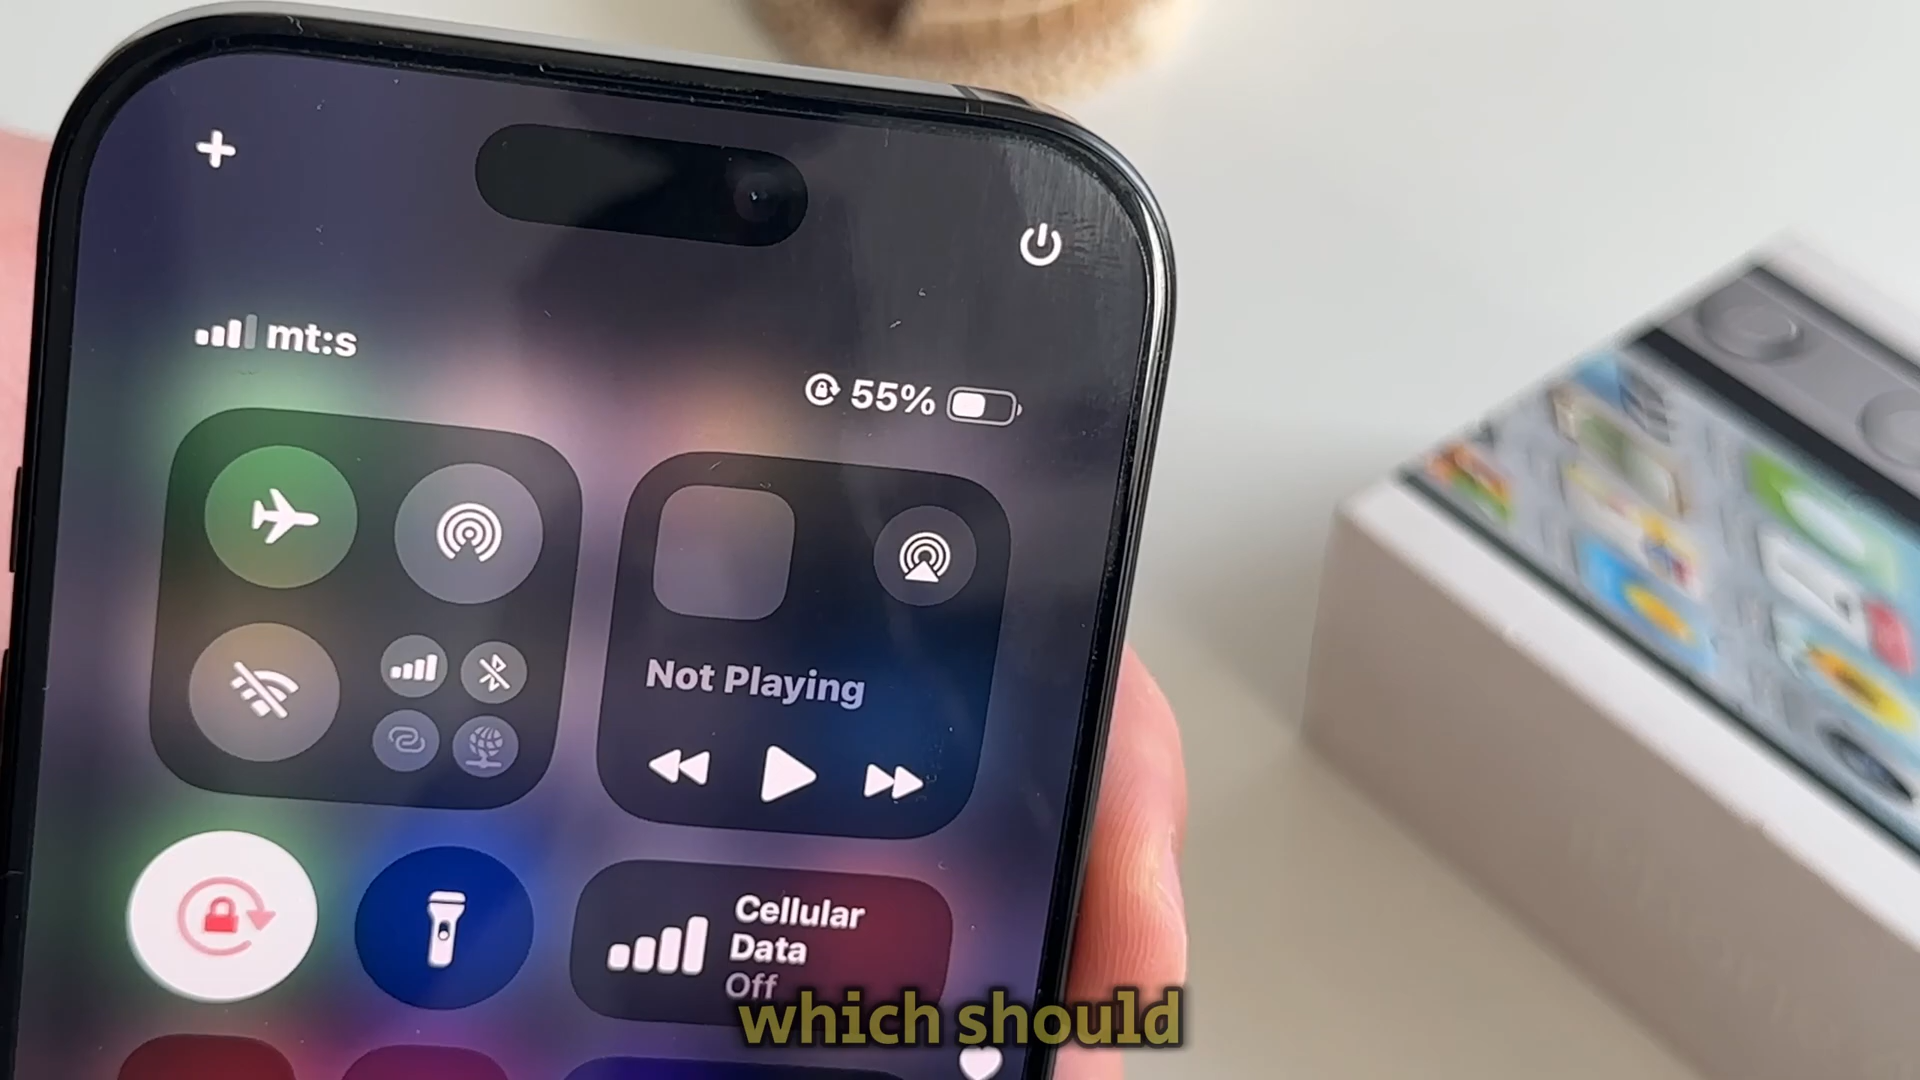 mt:s
55%
Not Playing
Cellular
Data
Off
which should